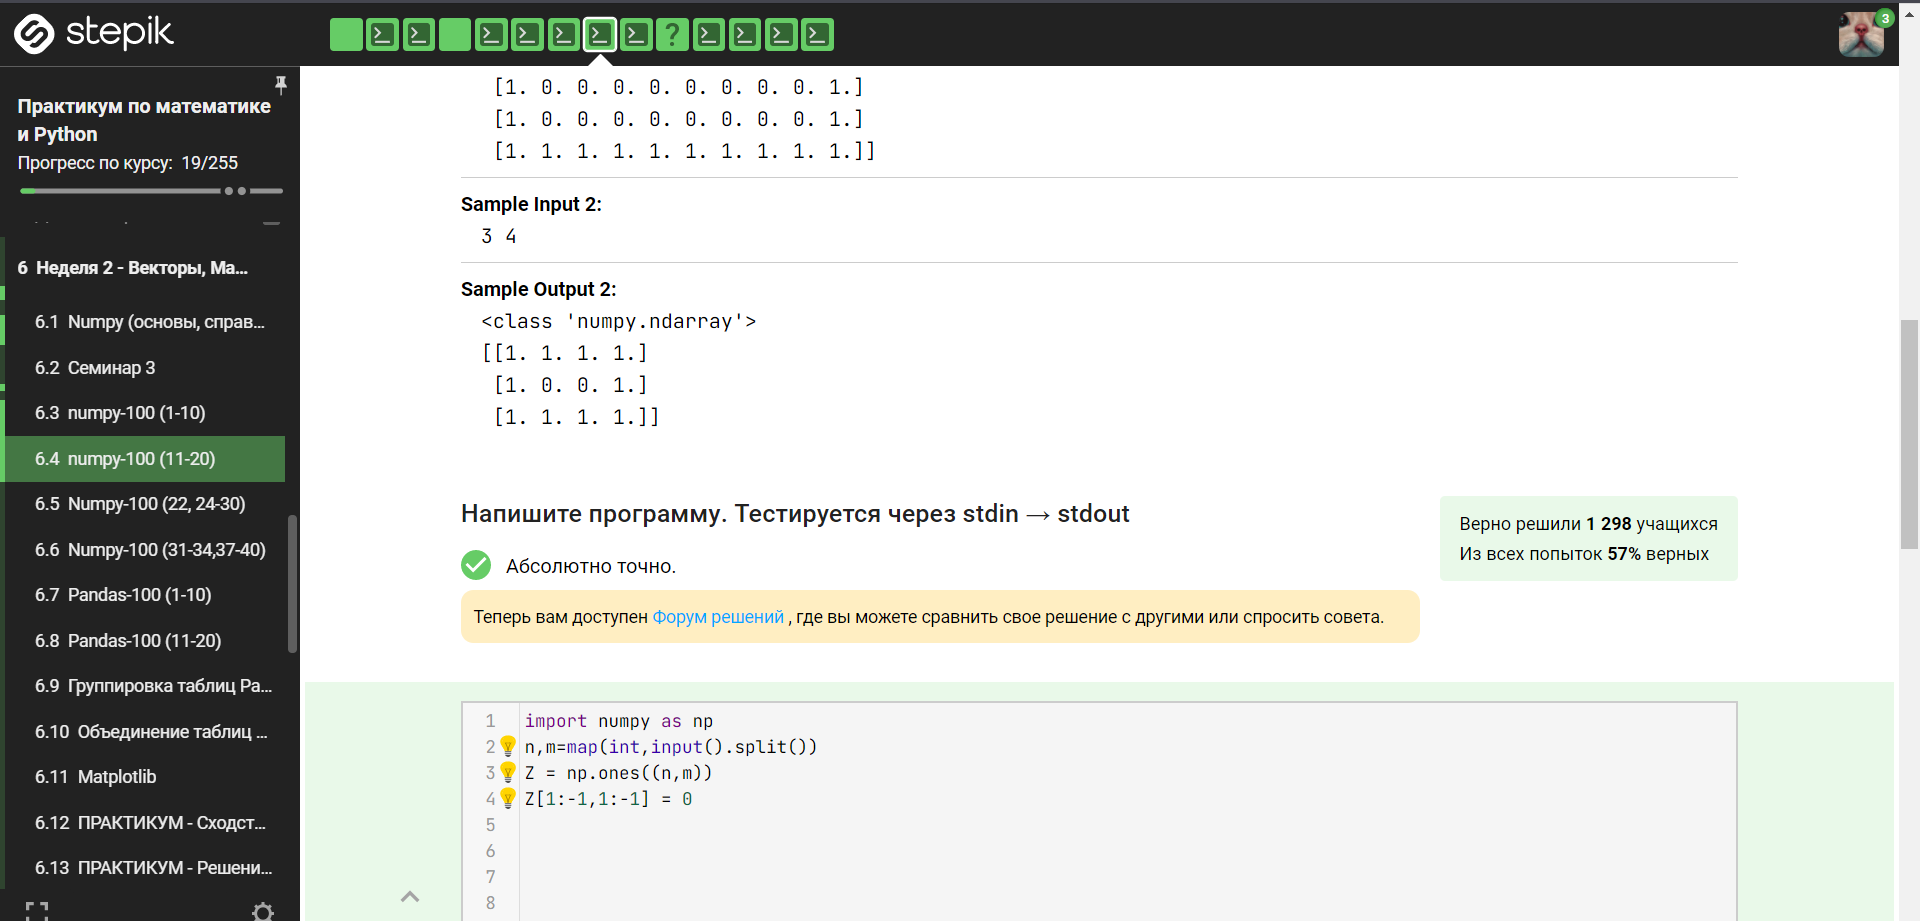 stepik
3
Практикум по математике
и Python
Прогресс по курсу: 19/255
6 Неделя 2 - Векторы, Ма...
6.1 Numpy (основы, справ...
6.2 Семинар 3
6.3 numpy-100 (1-10)
6.4 numpy-100 (11-20)
6.5 Numpy-100 (22, 24-30)
6.6 Numpy-100 (31-34,37-40)
6.7 Pandas-100 (1-10)
6.8 Pandas-100 (11-20)
6.9 Группировка таблиц Pa...
6.10 Объединение таблиц ...
6.11 Matplotlib
6.12 ПРАКТИКУМ - Сходст...
6.13 ПРАКТИКУМ - Решени...
[1. 0. 0. 0. 0. 0. 0. 0. 0. 1.]
[1. 0. 0. 0. 0. 0. 0. 0. 0. 1.]
[1. 1. 1. 1. 1. 1. 1. 1. 1. 1.]]
Sample Input 2:
3 4
Sample Output 2:
<class 'numpy.ndarray'>
[[1. 1. 1. 1.]
[1. 0. 0. 1.]
[1. 1. 1. 1.]]
Напишите программу. Тестируется через stdin → stdout
Верно решили 1 298 учащихся
Из всех попыток 57% верных
Абсолютно точно.
Теперь вам доступен Форум решений , где вы можете сравнить свое решение с другими или спросить совета.
1 import numpy as np
2 n,m=map(int,input().split())
3 Z = np.ones((n,m))
4 Z[1:-1,1:-1] = 0
5
6
7
8